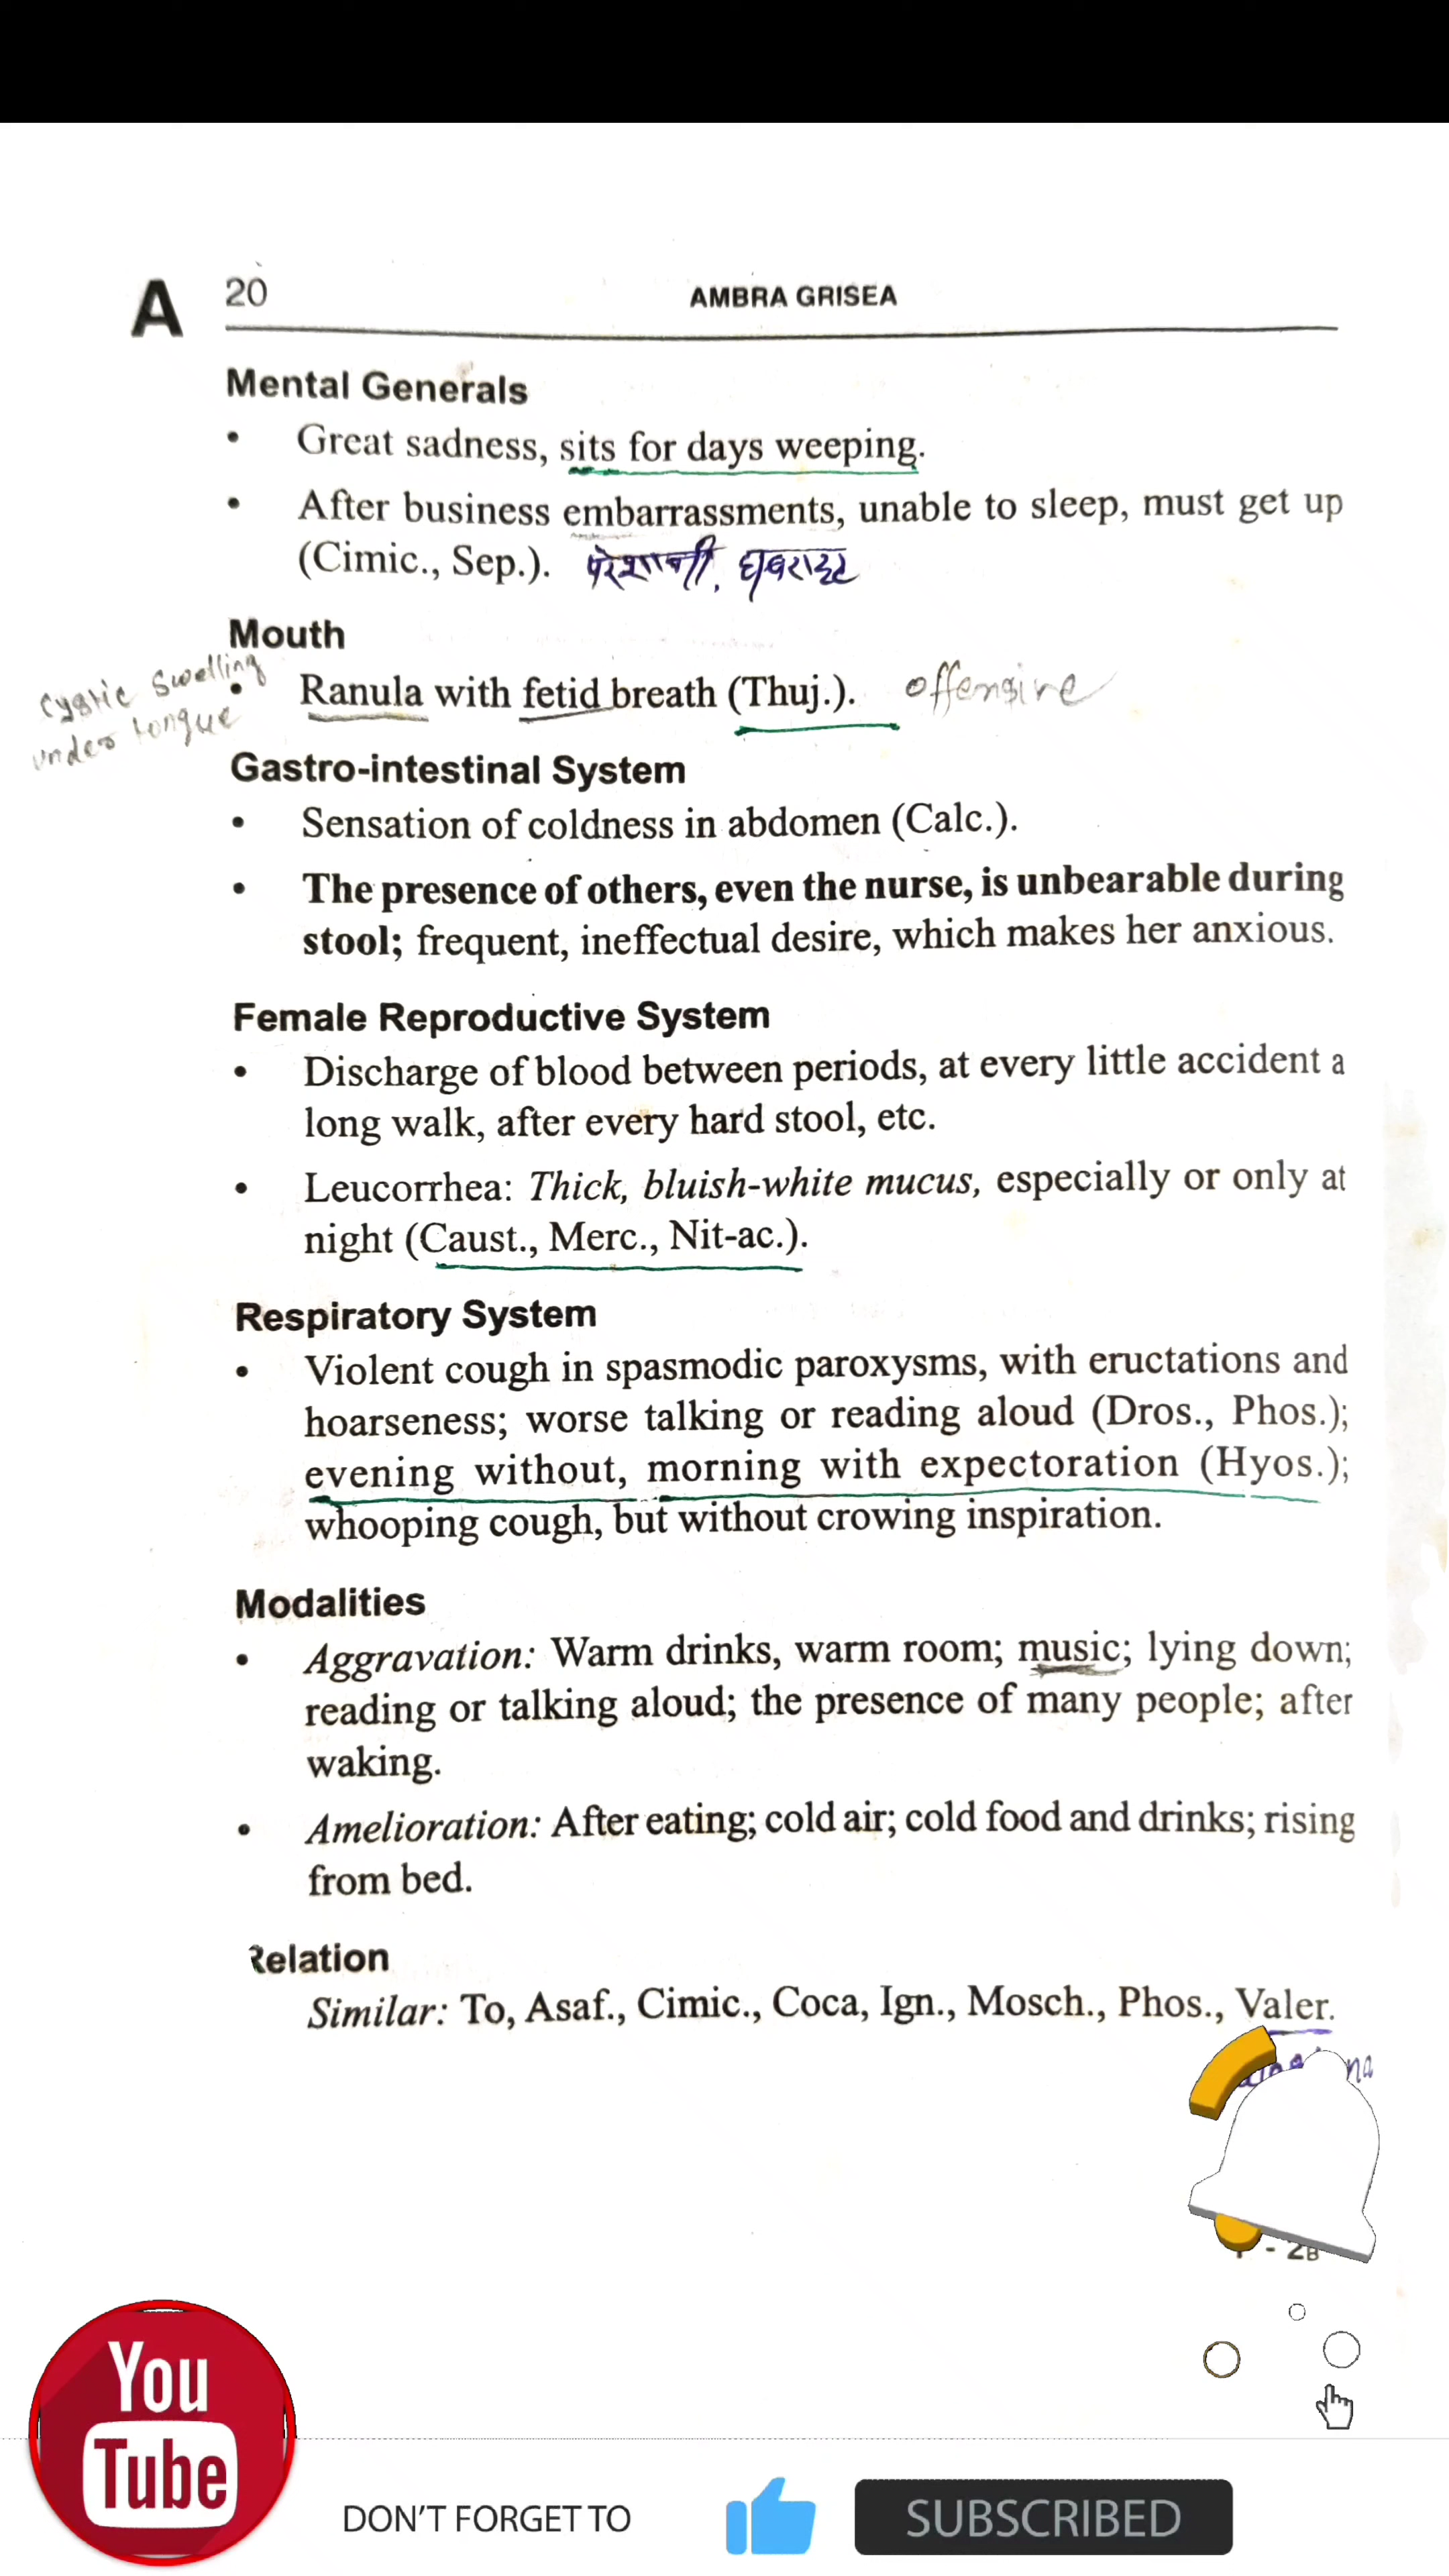 A 20 AMBRA GRISEA
Mental Generals
• Great sadness, sits for days weeping.
• After business embarrassments, unable to sleep, must get up
(Cimic., Sep.). परेशानी, घबराहट
Mouth
cystic swelling
under tongue
• Ranula with fetid breath (Thuj.). offensive
Gastro-intestinal System
• Sensation of coldness in abdomen (Calc.).
• The presence of others, even the nurse, is unbearable during
stool; frequent, ineffectual desire, which makes her anxious.
Female Reproductive System
• Discharge of blood between periods, at every little accident a
long walk, after every hard stool, etc.
• Leucorrhea: Thick, bluish-white mucus, especially or only at
night (Caust., Merc., Nit-ac.).
Respiratory System
• Violent cough in spasmodic paroxysms, with eructations and
hoarseness; worse talking or reading aloud (Dros., Phos.);
evening without, morning with expectoration (Hyos.);
whooping cough, but without crowing inspiration.
Modalities
• Aggravation: Warm drinks, warm room; music; lying down;
reading or talking aloud; the presence of many people; after
waking.
• Amelioration: After eating; cold air; cold food and drinks; rising
from bed.
Relation
Similar: To, Asaf., Cimic., Coca, Ign., Mosch., Phos., Valer.
- 2B
You
Tube
DON'T FORGET TO
SUBSCRIBED